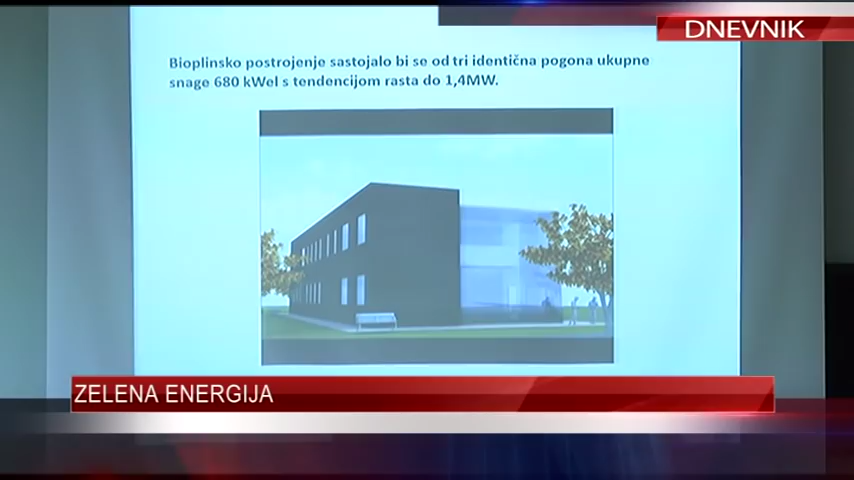 DNEVNIK
Bioplinsko postrojenje sastojalo bi se od tri identična pogona ukupne
snage 680 kWel s tendencijom rasta do 1,4MW.
ZELENA ENERGIJA